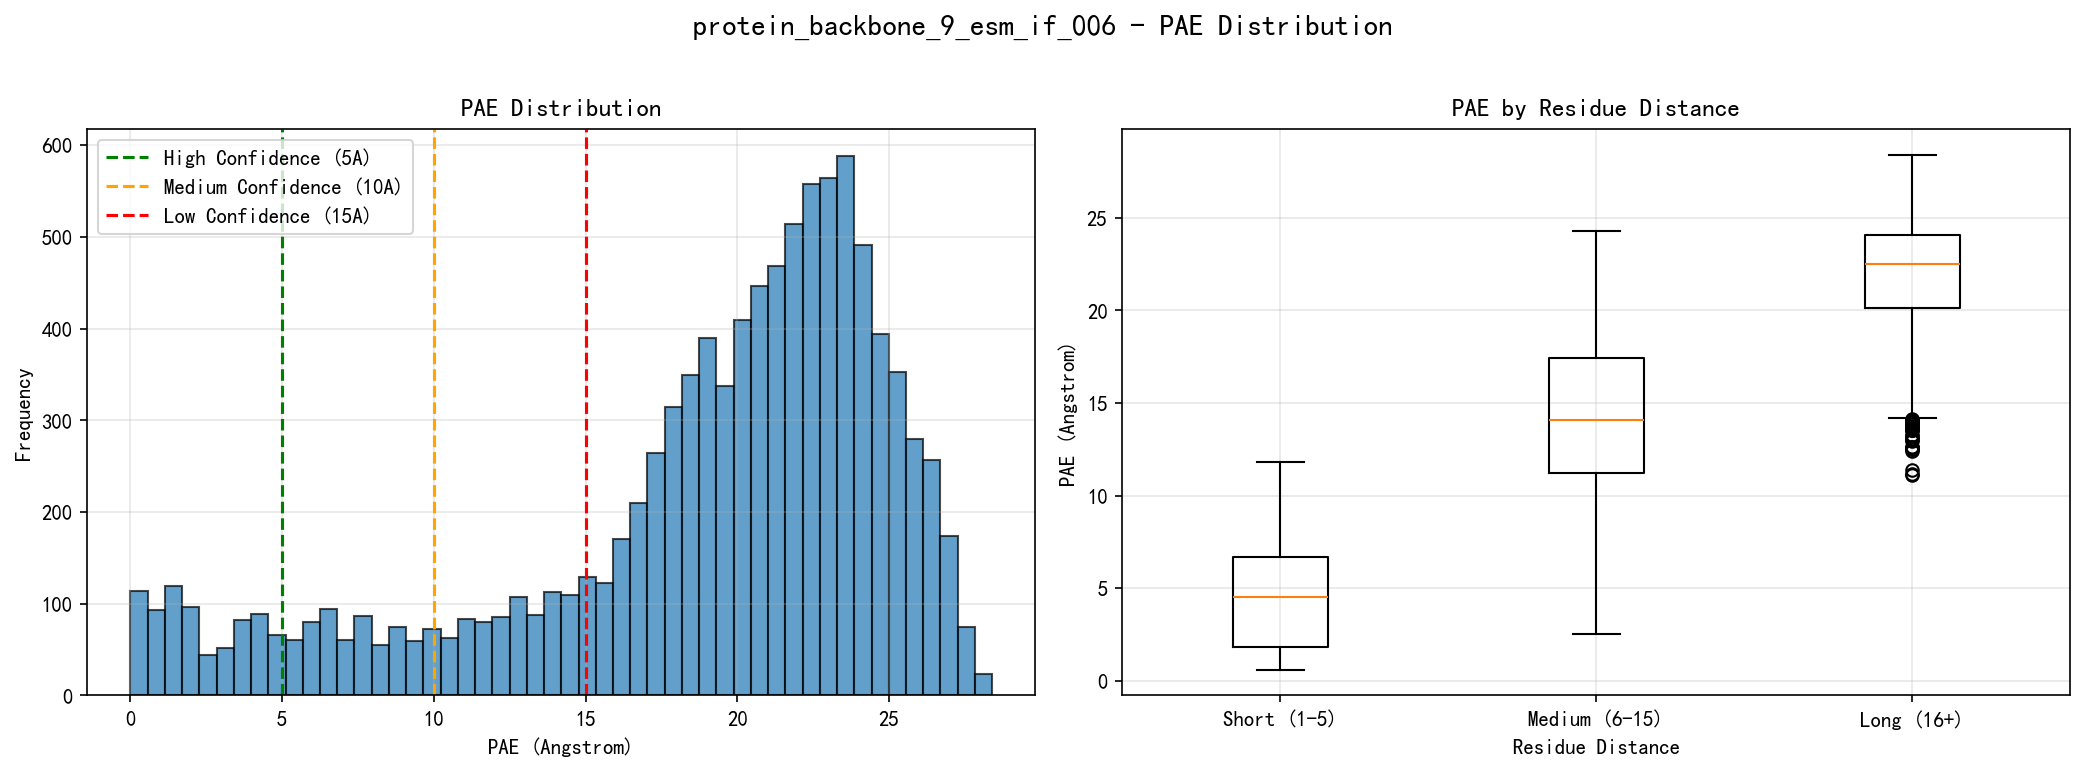 protein_backbone_9_esm_if_006 - PAE Distribution
PAE Distribution
600
500
400
300
200
100
0
Frequency
High Confidence (5A)
Medium Confidence (10A)
Low Confidence (15A)
0 5 10 15 20 25
PAE (Angstrom)
PAE by Residue Distance
25
20
15
10
5
0
PAE (Angstrom)
Short (1-5) Medium (6-15) Long (16+)
Residue Distance